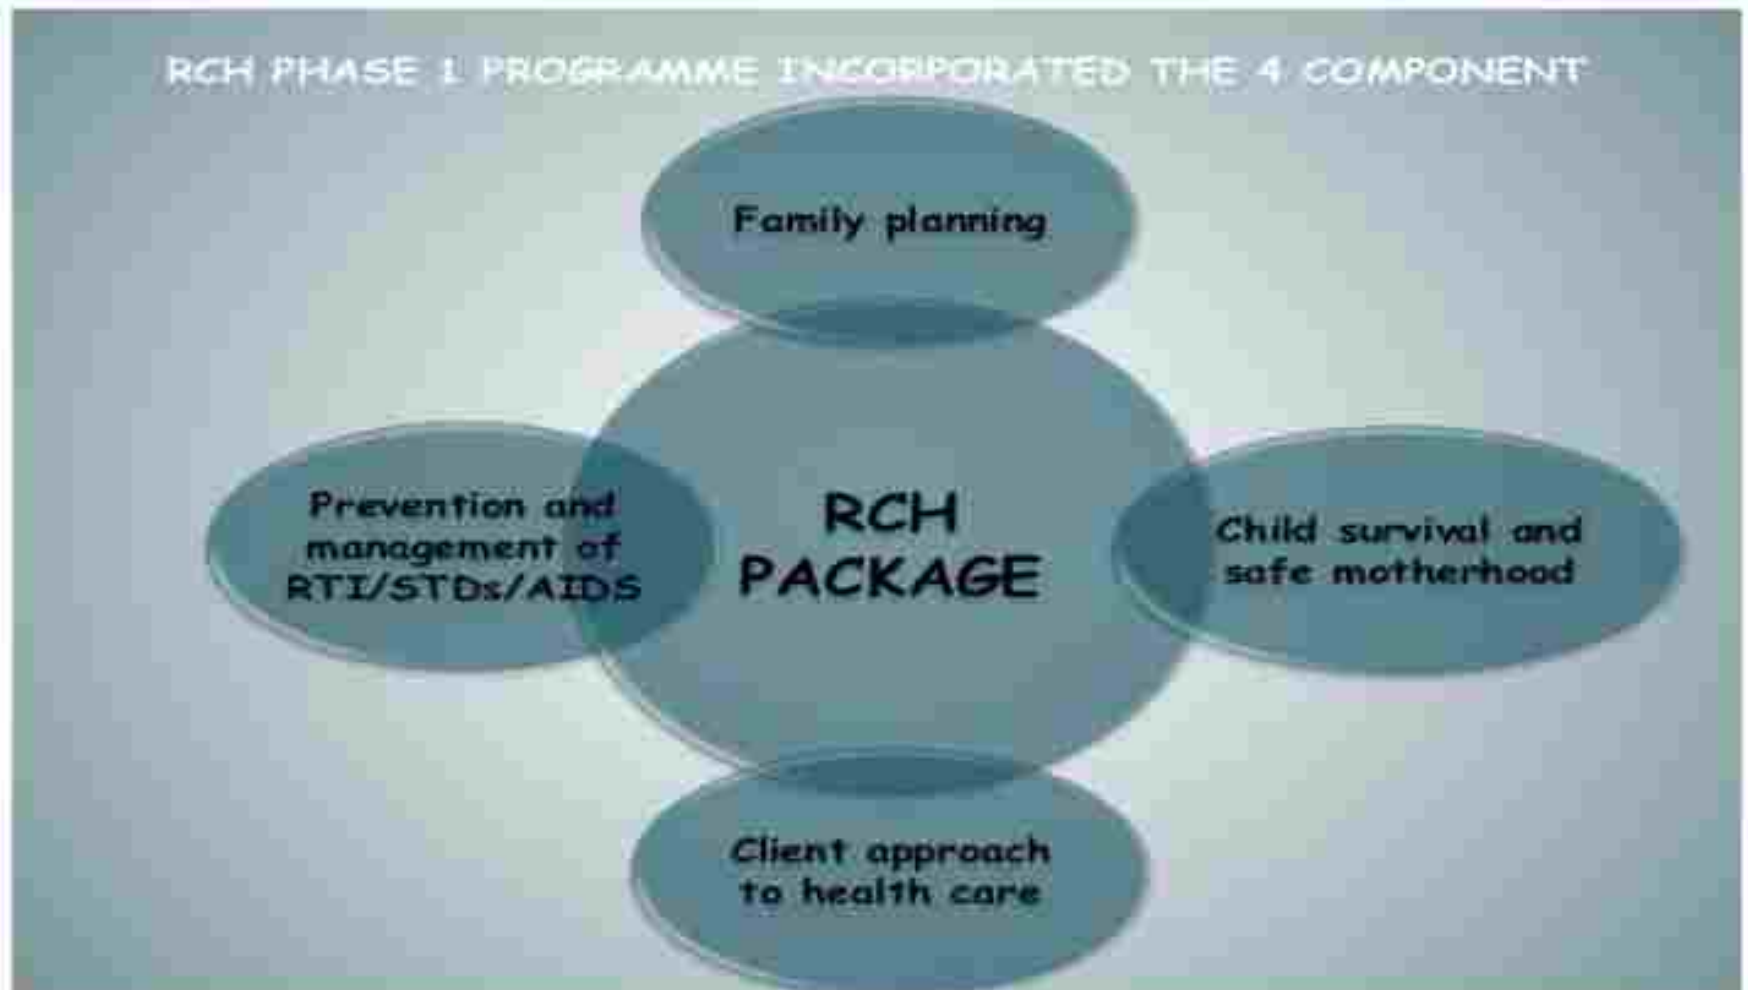 RCH PHASE 1 PROGRAMME INCORPORATED THE 4 COMPONENT
Family planning
Prevention and
management of
RTI/STDs/AIDS
RCH
PACKAGE
Child survival and
safe motherhood
Client approach
to health care